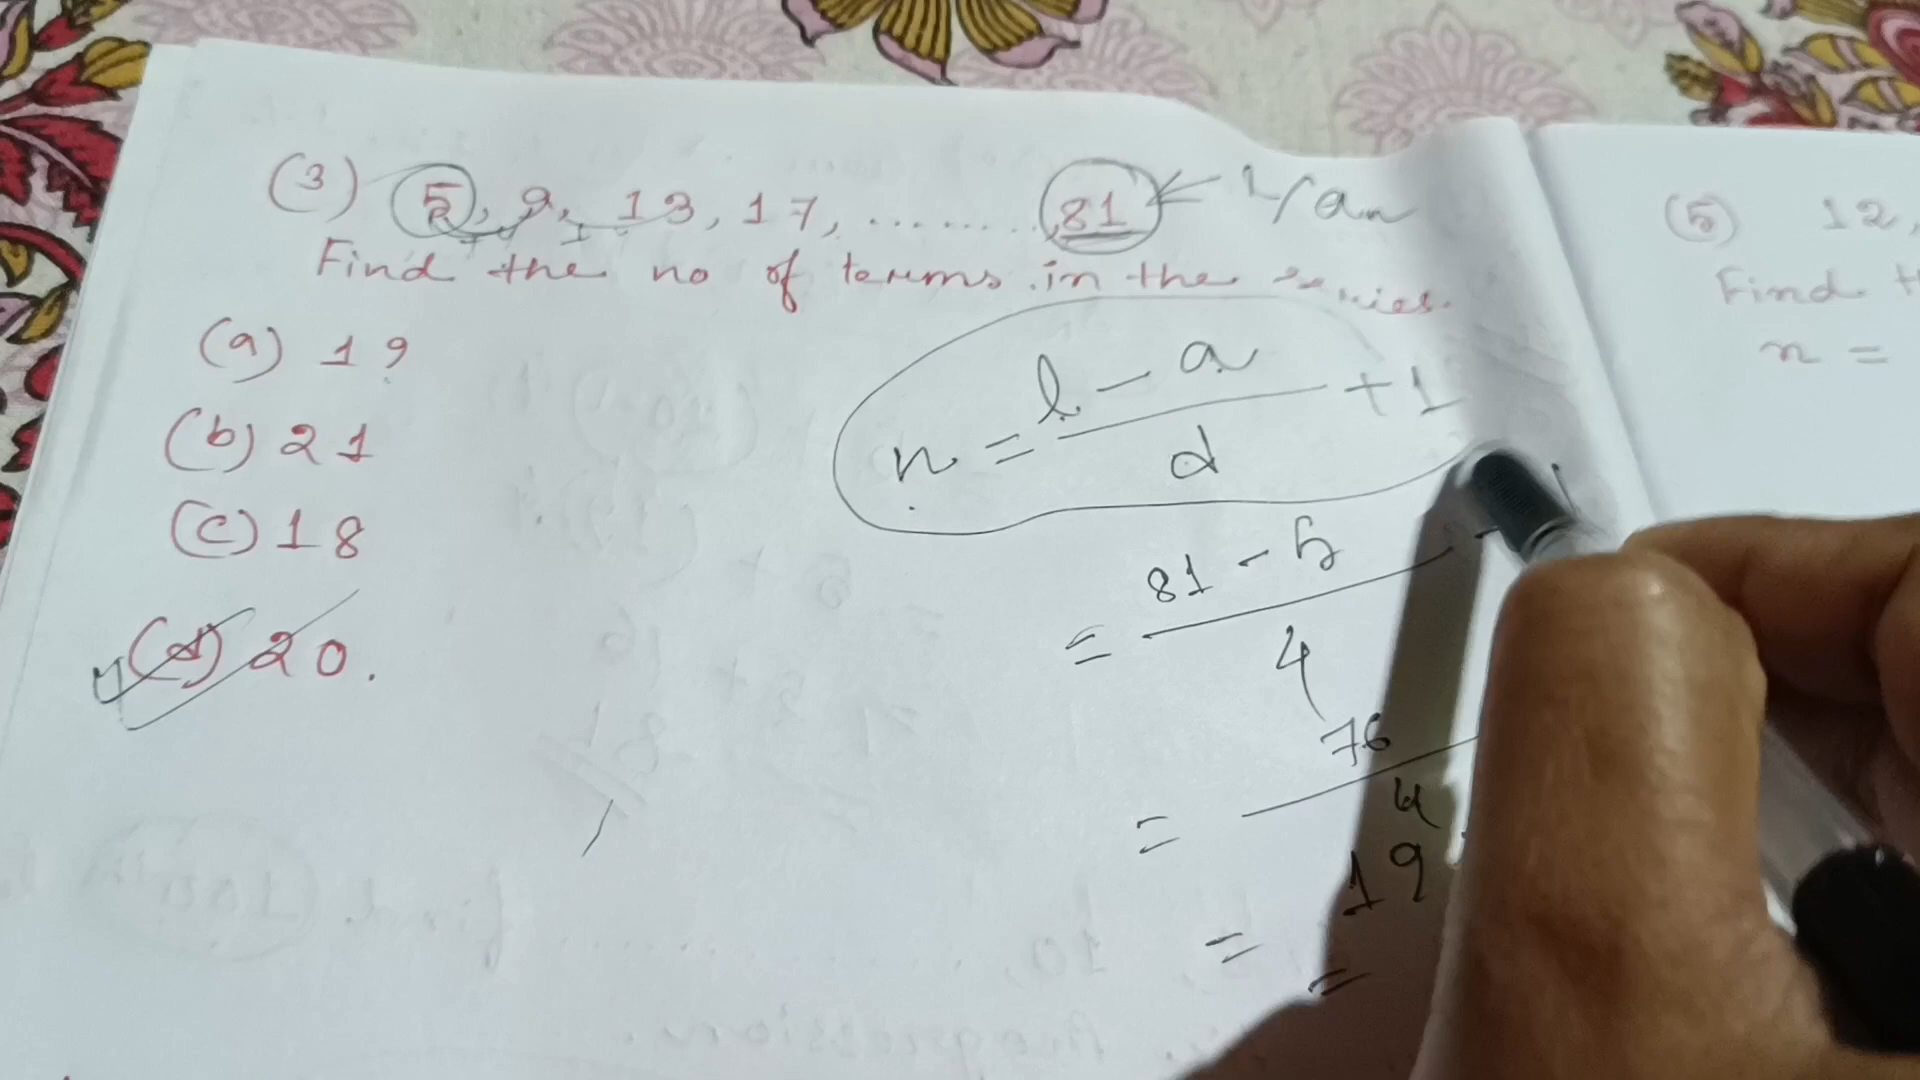 (3) 5, 9, 13, 17, ........, 81 ← l/an
Find the no of terms in the series.
(a) 19
(b) 21
(c) 18
(d) 20.
n = l - a / d + 1
= 81 - 5 / 4
= 76 / 4
= 19
=
(5) 12,
Find
n =